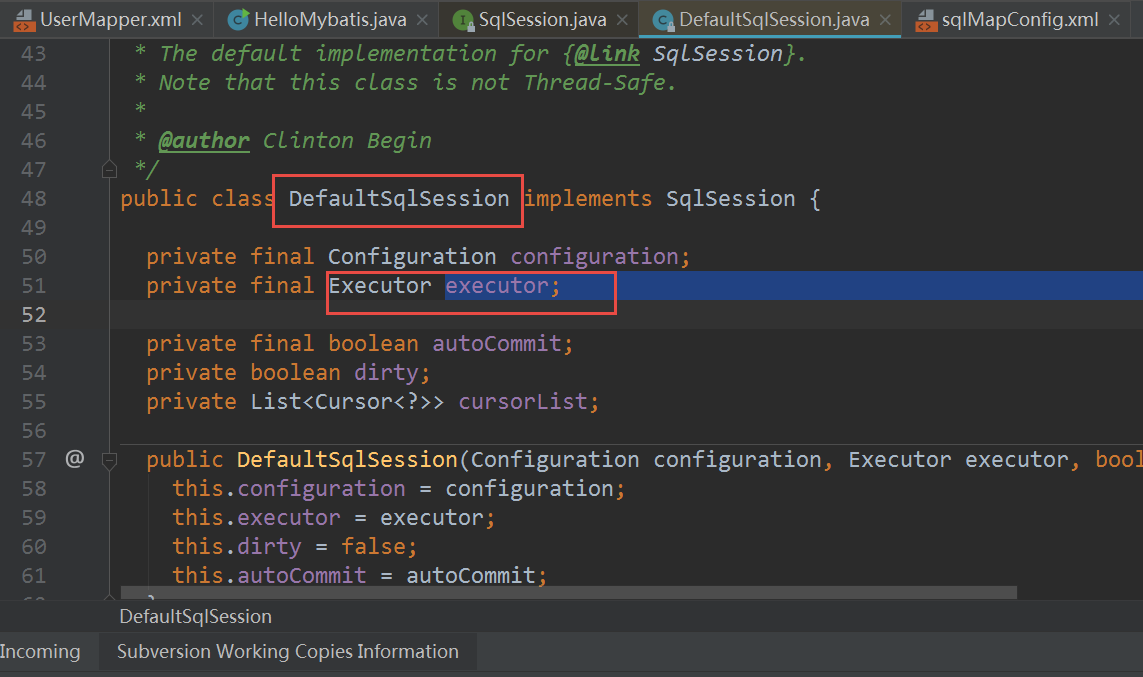 UserMapper.xml HelloMybatis.java SqlSession.java DefaultSqlSession.java sqlMapConfig.xml
43 * The default implementation for {@link SqlSession}.
44 * Note that this class is not Thread-Safe.
45 *
46 * @author Clinton Begin
47 */
48 public class DefaultSqlSession implements SqlSession {
49
50 private final Configuration configuration;
51 private final Executor executor;
52
53 private final boolean autoCommit;
54 private boolean dirty;
55 private List<Cursor<?>> cursorList;
56
57 @ public DefaultSqlSession(Configuration configuration, Executor executor, bool
58 this.configuration = configuration;
59 this.executor = executor;
60 this.dirty = false;
61 this.autoCommit = autoCommit;
DefaultSqlSession
Incoming Subversion Working Copies Information